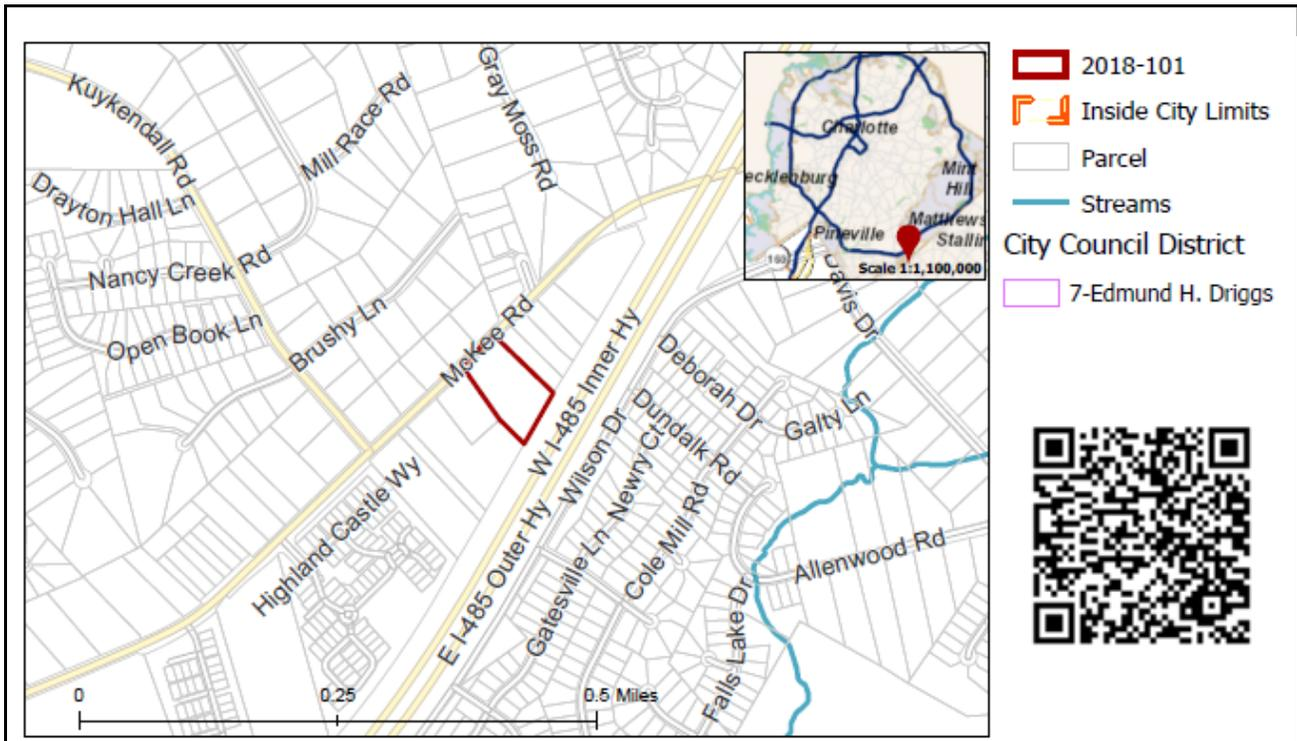 Kuykendall Rd
Mill Race Rd
Gray Moss Rd
Drayton Hall Ln
Nancy Creek Rd
Open Book Ln
Brushy Ln
McKee Rd
W I-485 Inner Hy
E I-485 Outer Hy
Highland Castle Wy
Wilson Dr
Deborah Dr
Dundalk Rd
Newry Ct
Galty Ln
Gatesville Ln
Cole Mill Rd
Allenwood Rd
Falls Lake Dr
Davis Dr
0
0.25
0.5 Miles
Charlotte
ecklenburg
Mint
Hill
Matthews
Pineville
Stallin
160
Scale 1:1,100,000
2018-101
Inside City Limits
Parcel
Streams
City Council District
7-Edmund H. Driggs